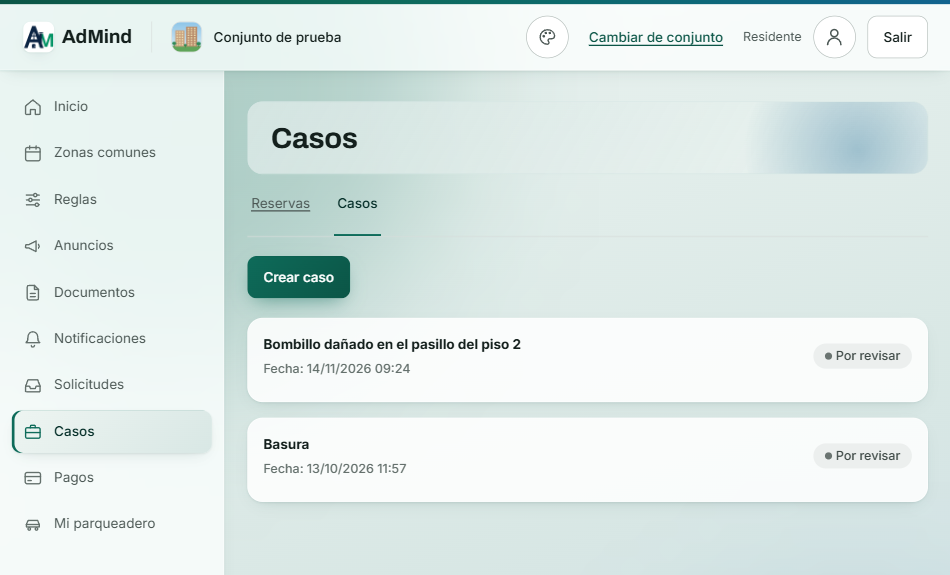 AM AdMind
Conjunto de prueba
Cambiar de conjunto
Residente
Salir
Inicio
Zonas comunes
Reglas
Anuncios
Documentos
Notificaciones
Solicitudes
Casos
Pagos
Mi parqueadero
Casos
Reservas
Casos
Crear caso
Bombillo dañado en el pasillo del piso 2
Fecha: 14/11/2026 09:24
Por revisar
Basura
Fecha: 13/10/2026 11:57
Por revisar